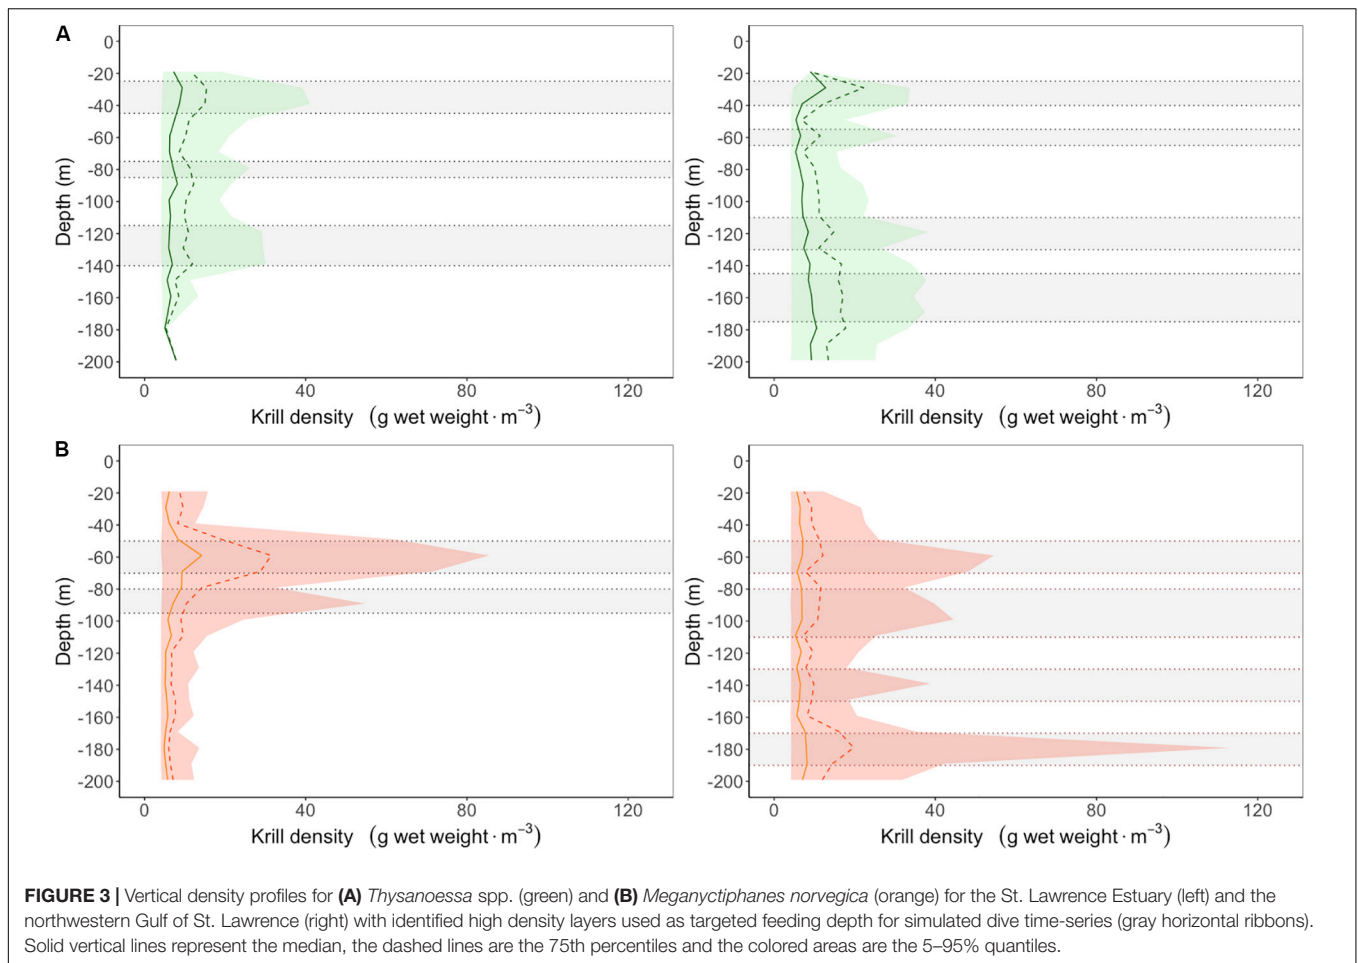 A
0
-20
-40
-60
-80
-100
-120
-140
-160
-180
-200
Depth (m)
0 40 80 120
Krill density (g wet weight · m⁻³)
0
-20
-40
-60
-80
-100
-120
-140
-160
-180
-200
Depth (m)
0 40 80 120
Krill density (g wet weight · m⁻³)
B
0
-20
-40
-60
-80
-100
-120
-140
-160
-180
-200
Depth (m)
0 40 80 120
Krill density (g wet weight · m⁻³)
0
-20
-40
-60
-80
-100
-120
-140
-160
-180
-200
Depth (m)
0 40 80 120
Krill density (g wet weight · m⁻³)
FIGURE 3 | Vertical density profiles for (A) Thysanoessa spp. (green) and (B) Meganyctiphanes norvegica (orange) for the St. Lawrence Estuary (left) and the
northwestern Gulf of St. Lawrence (right) with identified high density layers used as targeted feeding depth for simulated dive time-series (gray horizontal ribbons).
Solid vertical lines represent the median, the dashed lines are the 75th percentiles and the colored areas are the 5–95% quantiles.